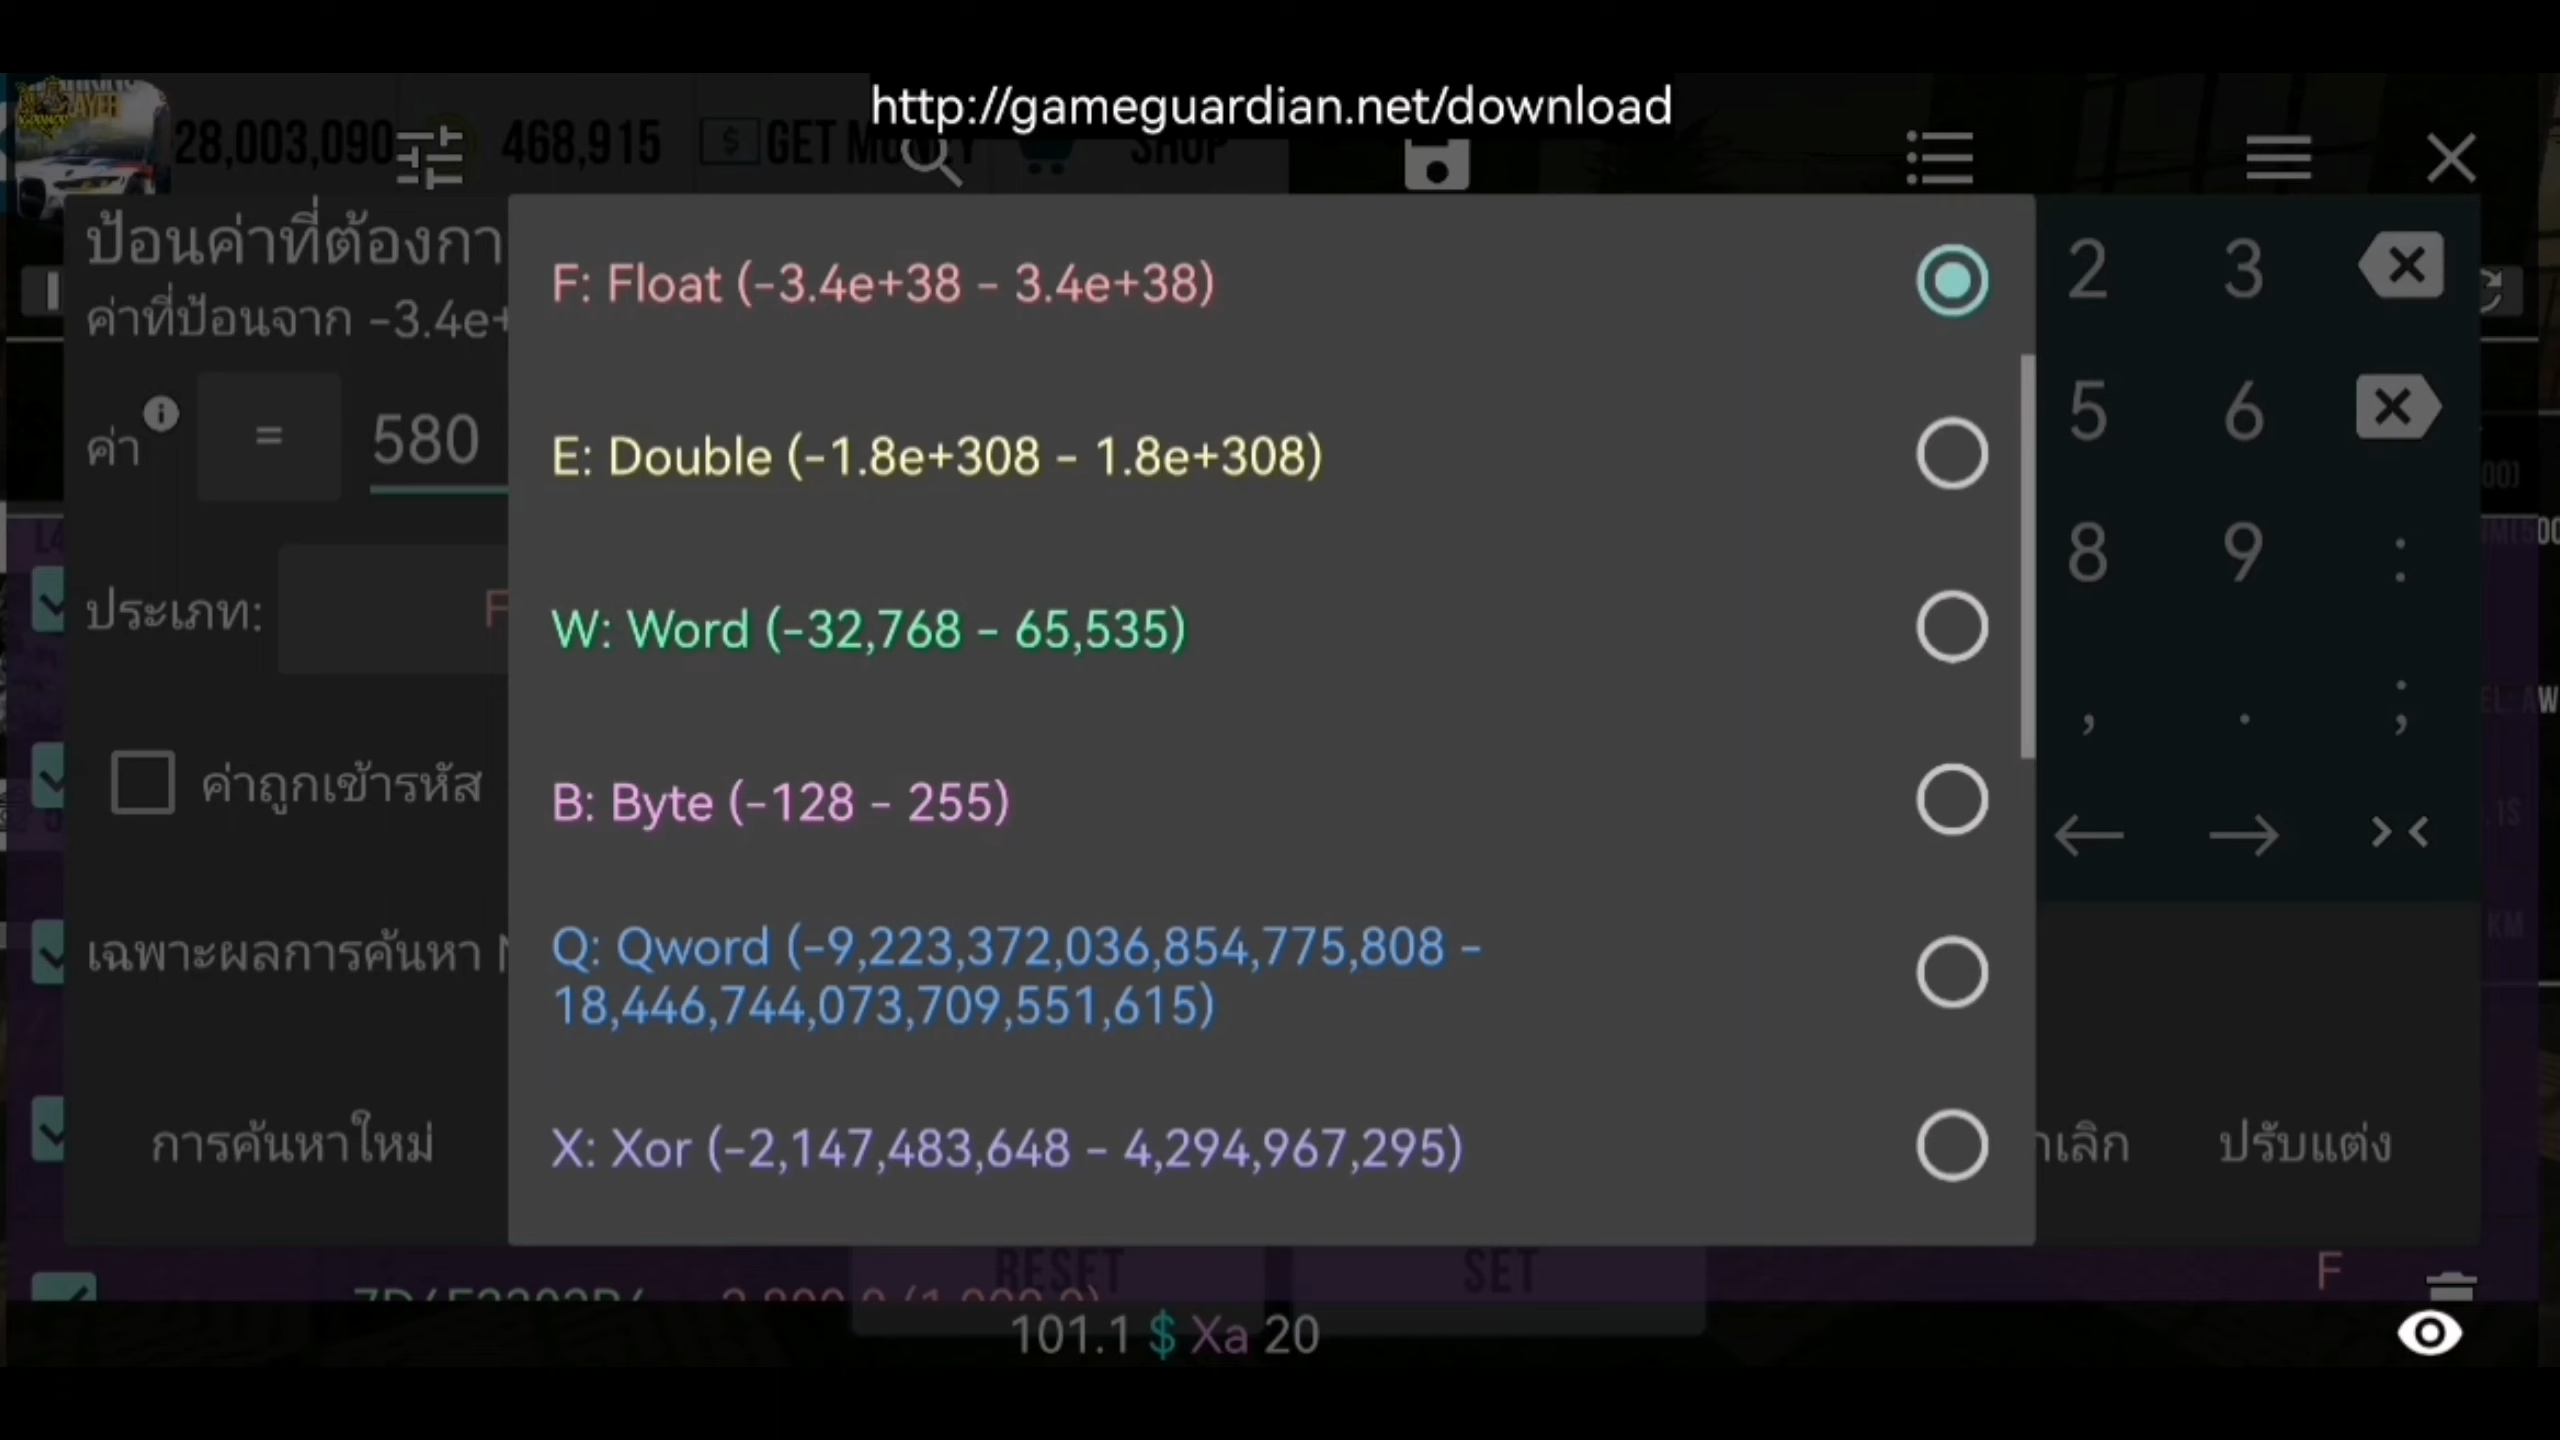 http://gameguardian.net/download
28,003,090
468,915
$
GET MONEY
SHOP
ป้อนค่าที่ต้องกา
ค่าที่ป้อนจาก -3.4e+
ค่า
=
580
ประเภท:
F
ค่าถูกเข้ารหัส
เฉพาะผลการค้นหา
การค้นหาใหม่
F: Float (-3.4e+38 - 3.4e+38)
E: Double (-1.8e+308 - 1.8e+308)
W: Word (-32,768 - 65,535)
B: Byte (-128 - 255)
Q: Qword (-9,223,372,036,854,775,808 -
18,446,744,073,709,551,615)
X: Xor (-2,147,483,648 - 4,294,967,295)
2 3
5 6
8 9 :
, . ;
← → ><
KM
ปรับแต่ง
RESET
SET
F
101.1 $ Xa 20